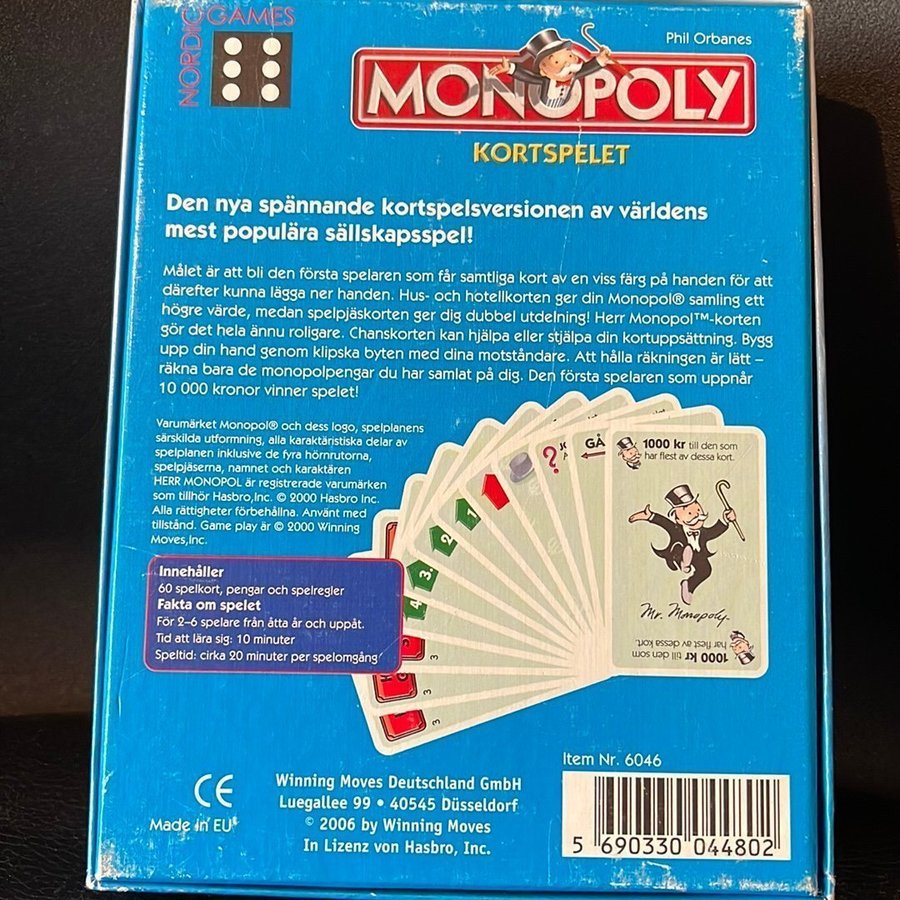 NORDIC GAMES
Phil Orbanes
MONOPOLY
KORTSPELET
Den nya spännande kortspelsversionen av världens
mest populära sällskapsspel!
Målet är att bli den första spelaren som får samtliga kort av en viss färg på handen för att
därefter kunna lägga ner handen. Hus- och hotellkorten ger din Monopol® samling ett
högre värde, medan spelpjäskorten ger dig dubbel utdelning! Herr Monopol™-korten
gör det hela ännu roligare. Chanskorten kan hjälpa eller stjälpa din kortuppsättning. Bygg
upp din hand genom klipska byten med dina motståndare. Att hålla räkningen är lätt –
räkna bara de monopolpengar du har samlat på dig. Den första spelaren som uppnår
10 000 kronor vinner spelet!
Varumärket Monopol® och dess logo, spelplanens
särskilda utformning, alla karaktäristiska delar av
spelplanen inklusive de fyra hörnrutorna,
spelpjäserna, namnet och karaktären
HERR MONOPOL är registrerade varumärken
som tillhör Hasbro,Inc. © 2000 Hasbro Inc.
Alla rättigheter förbehållna. Använt med
tillstånd. Game play är © 2000 Winning
Moves,Inc.
Innehåller
60 spelkort, pengar och spelregler
Fakta om spelet
För 2–6 spelare från åtta år och uppåt.
Tid att lära sig: 10 minuter
Speltid: cirka 20 minuter per spelomgång
4
3
2
1
?
GÅ
3
3
1000 kr till den som
har flest av dessa kort.
Mr. Monopoly
1000 kr till den som
har flest av dessa kort.
Item Nr. 6046
CE
Made in EU
Winning Moves Deutschland GmbH
Luegallee 99 • 40545 Düsseldorf
© 2006 by Winning Moves
In Lizenz von Hasbro, Inc.
5 690330 044802